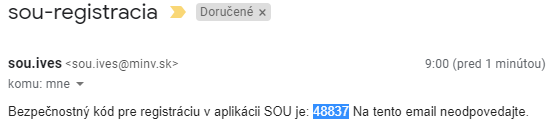 sou-registracia Doručené ×
sou.ives <sou.ives@minv.sk> 9:00 (pred 1 minútou)
komu: mne
Bezpečnostný kód pre registráciu v aplikácii SOU je: 48837 Na tento email neodpovedajte.